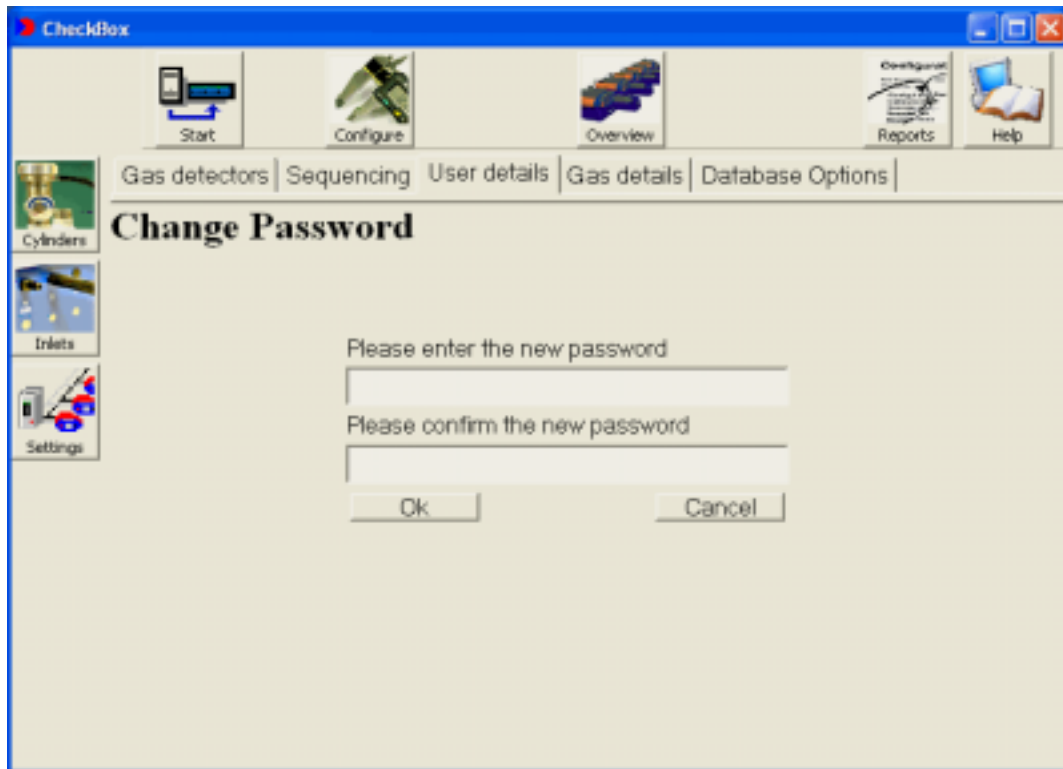 CheckBox
Start
Configure
Overview
Reports
Help
Cylinders
Gas detectors
Sequencing
User details
Gas details
Database Options
Change Password
Inlets
Please enter the new password
Please confirm the new password
Settings
Ok
Cancel